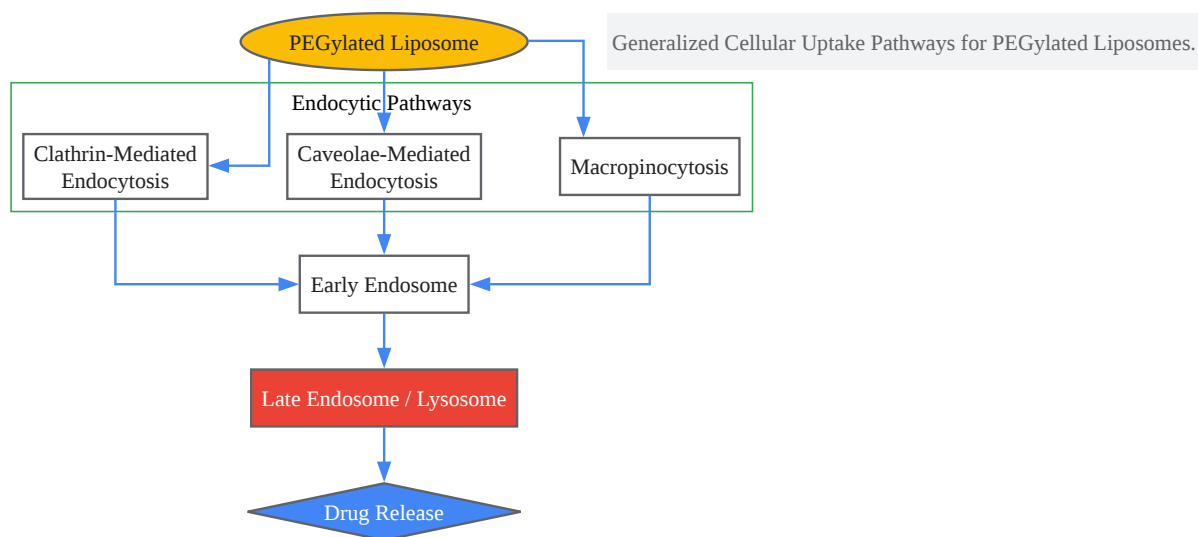 PEGylated Liposome
Generalized Cellular Uptake Pathways for PEGylated Liposomes.
Endocytic Pathways
Clathrin-Mediated
Endocytosis
Caveolae-Mediated
Endocytosis
Macropinocytosis
Early Endosome
Late Endosome / Lysosome
Drug Release